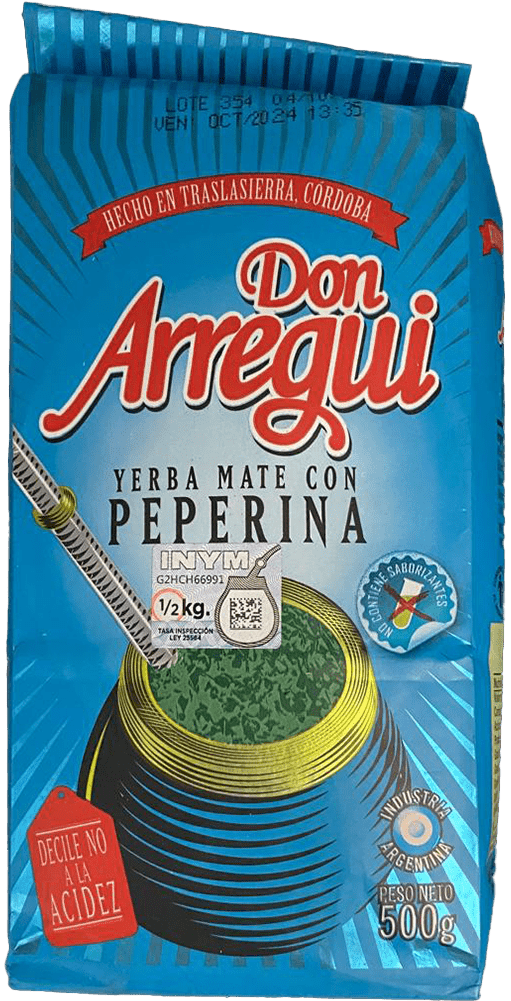 LOTE 354
VEN: OCT/2024 13:35
HECHO EN TRASLASIERRA, CÓRDOBA
Don
Arregui
YERBA MATE CON
PEPERINA
INYM
G2HCH66991
1/2 kg.
TASA INSPECCIÓN
LEY 25564
NO CONTIENE SABORIZANTES
DECILE NO
A LA
ACIDEZ
INDUSTRIA
ARGENTINA
PESO NETO
500g